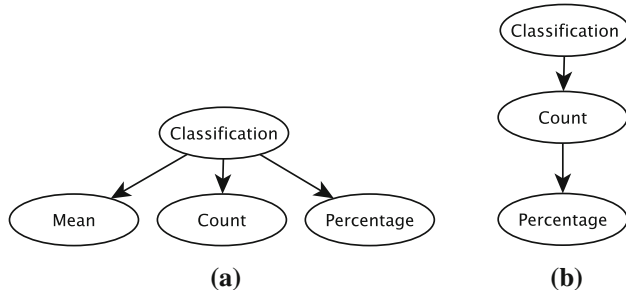 Classification
Mean
Count
Percentage
(a)
Classification
Count
Percentage
(b)